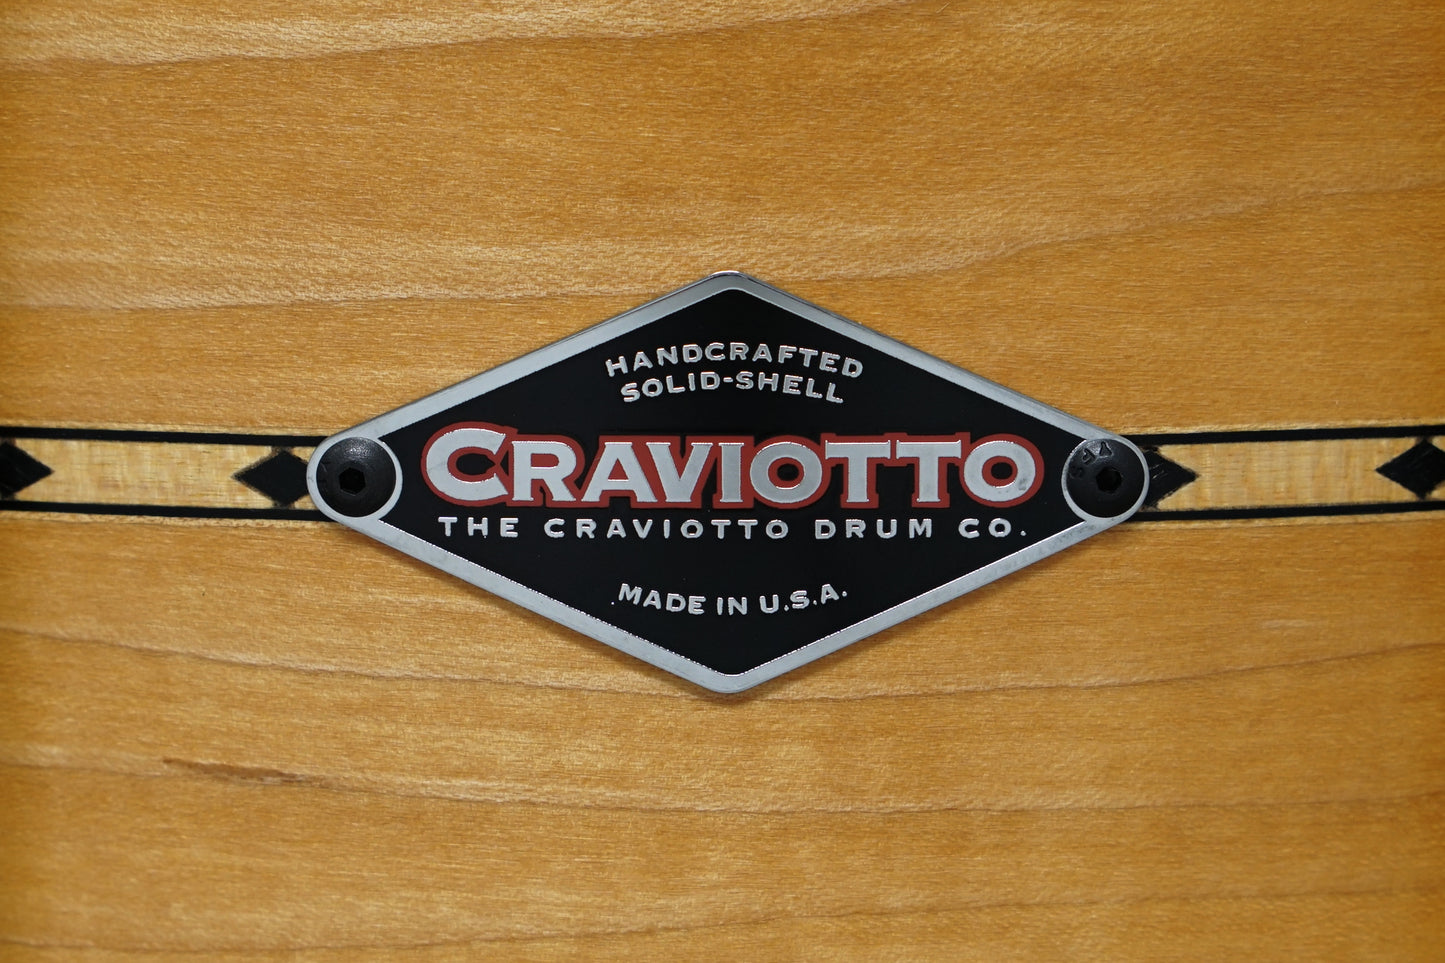 HANDCRAFTED
SOLID-SHELL
CRAVIOTTO
THE CRAVIOTTO DRUM CO.
MADE IN U.S.A.